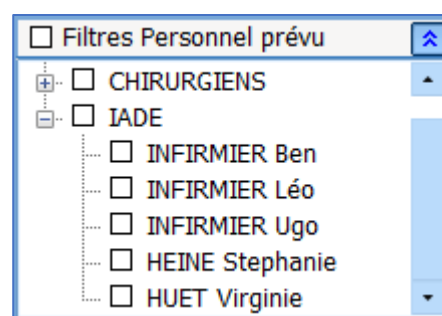 Filtres Personnel prévu
CHIRURGIENS
IADE
INFIRMIER Ben
INFIRMIER Léo
INFIRMIER Ugo
HEINE Stephanie
HUET Virginie